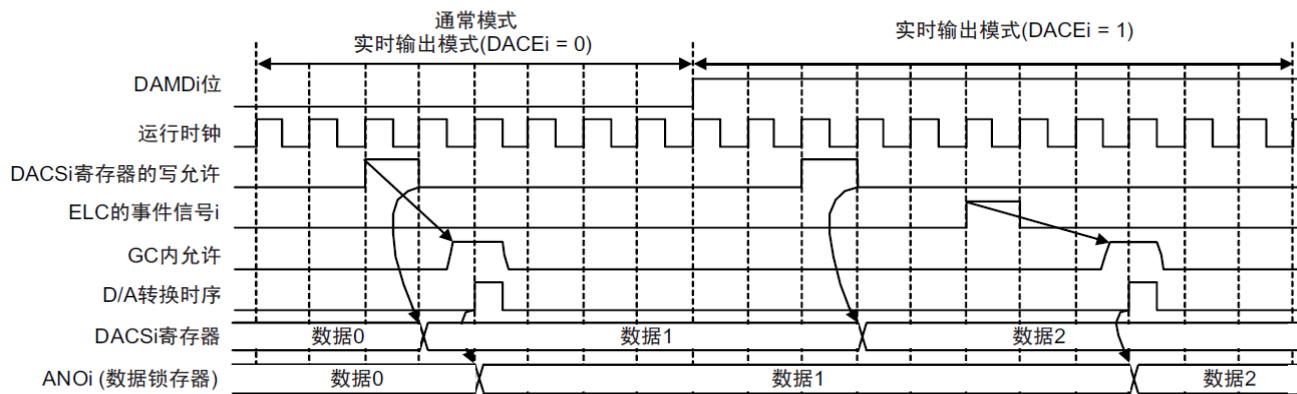 通常模式
实时输出模式(DACEi = 0)
实时输出模式(DACEi = 1)
DAMDi位
运行时钟
DACSi寄存器的写允许
ELC的事件信号i
GC内允许
D/A转换时序
DACSi寄存器 数据0 数据1 数据2
ANOi (数据锁存器) 数据0 数据1 数据2